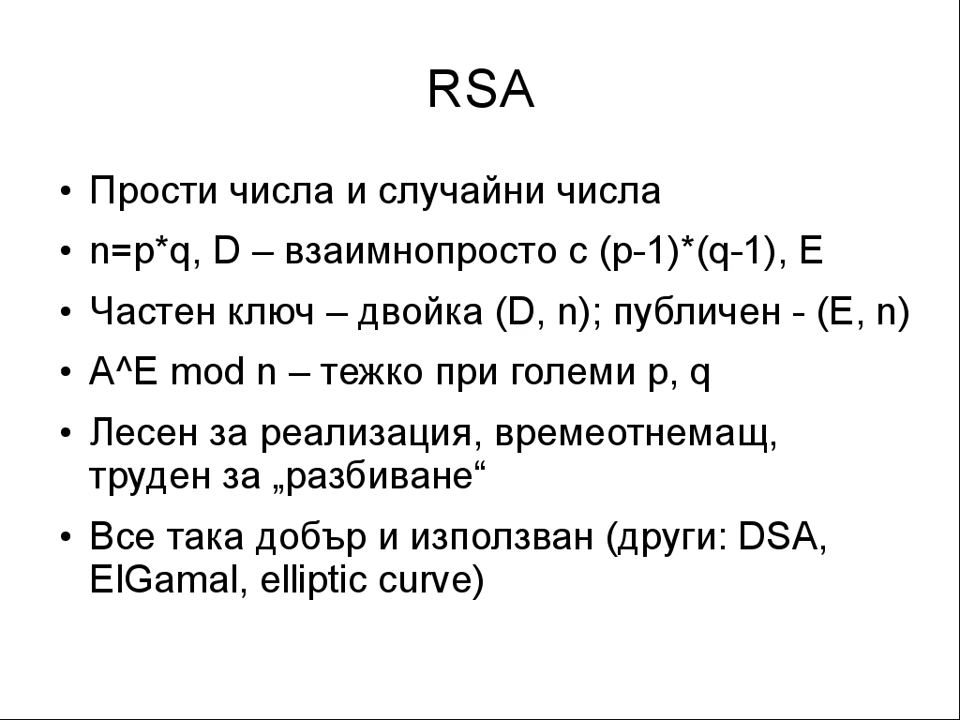 RSA
• Прости числа и случайни числа
• n=p*q, D – взаимнопросто с (p-1)*(q-1), E
• Частен ключ – двойка (D, n); публичен - (E, n)
• A^E mod n – тежко при големи p, q
• Лесен за реализация, времеотнемащ,
труден за „разбиване“
• Все така добър и използван (други: DSA,
ElGamal, elliptic curve)